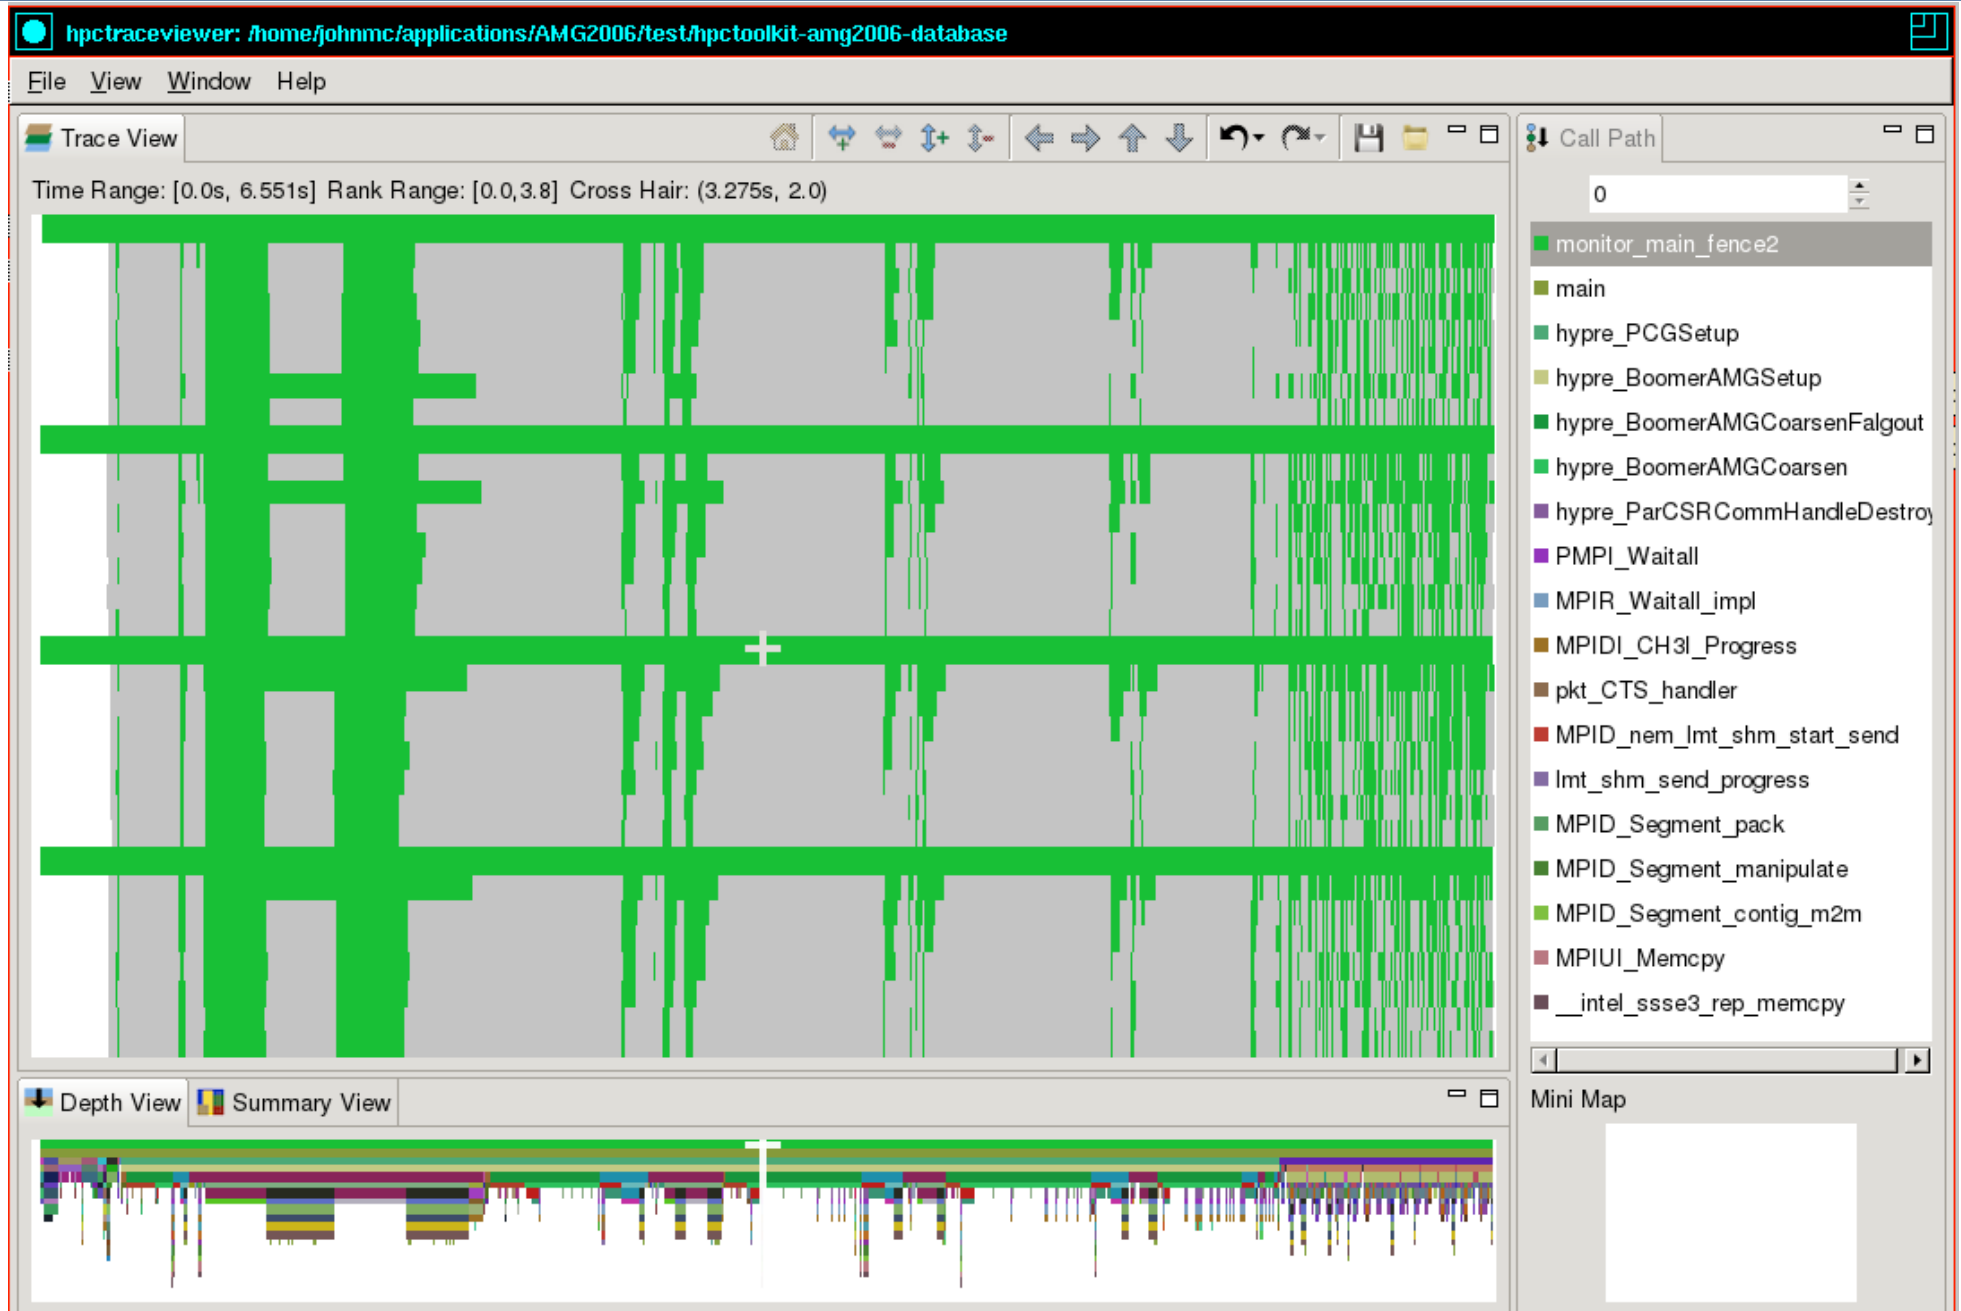 hpctraceviewer: /home/johnmc/applications/AMG2006/test/hpctoolkit-amg2006-database
File View Window Help
Trace View
Time Range: [0.0s, 6.551s] Rank Range: [0.0,3.8] Cross Hair: (3.275s, 2.0)
Call Path
0
monitor_main_fence2
main
hypre_PCGSetup
hypre_BoomerAMGSetup
hypre_BoomerAMGCoarsenFalgout
hypre_BoomerAMGCoarsen
hypre_ParCSRCommHandleDestroy
PMPI_Waitall
MPIR_Waitall_impl
MPIDI_CH3I_Progress
pkt_CTS_handler
MPID_nem_lmt_shm_start_send
lmt_shm_send_progress
MPID_Segment_pack
MPID_Segment_manipulate
MPID_Segment_contig_m2m
MPIUI_Memcpy
__intel_ssse3_rep_memcpy
Depth View Summary View
Mini Map